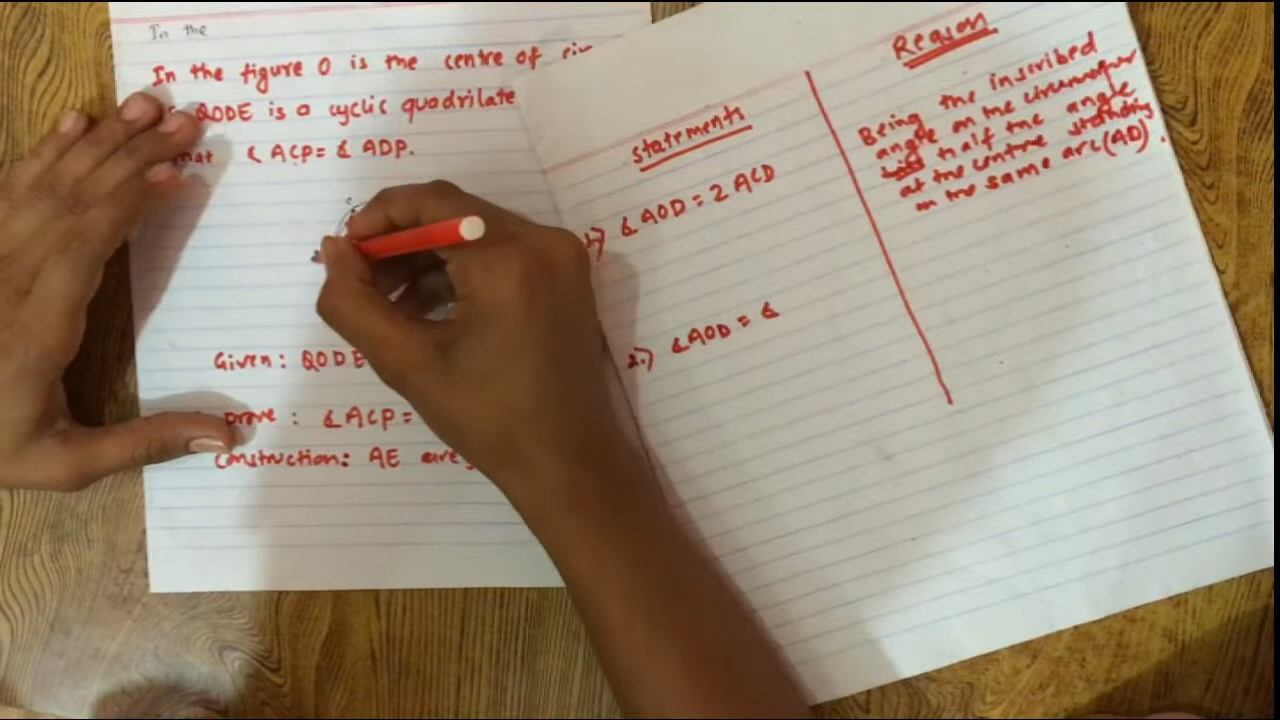 In the
In the figure O is the centre of
QODE is a cyclic quadrilate
that ∡ ACP = ∡ ADP.
c
Given: QODE
prove : ∡ACP =
construction: AE are
statements
1.) ∡AOD = 2 ACD
2.) ∡AOD = ∡
Reason
Being the inscribed
angle on the
half the angle
at the centre standing
on the same arc (AD).